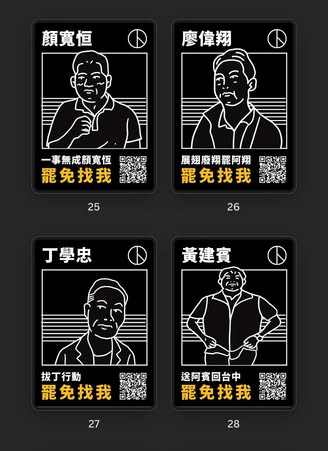 顏寬恒
一事無成顏寬恆
罷免找我
25
廖偉翔
展翅廢翔罷阿翔
罷免找我
26
丁學忠
拔丁行動
罷免找我
27
黃建賓
送阿賓回台中
罷免找我
28